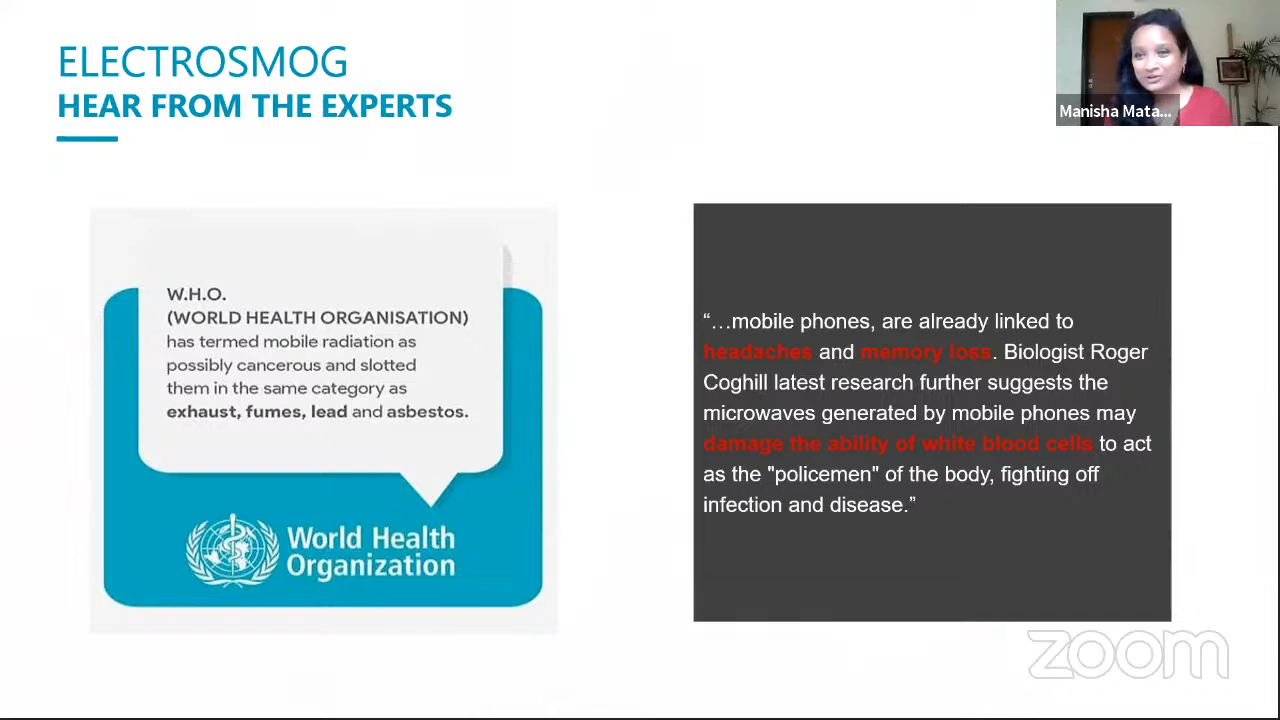 ELECTROSMOG
HEAR FROM THE EXPERTS
Manisha Mata...
W.H.O.
(WORLD HEALTH ORGANISATION)
has termed mobile radiation as
possibly cancerous and slotted
them in the same category as
exhaust, fumes, lead and asbestos.
World Health
Organization
“…mobile phones, are already linked to
headaches and memory loss. Biologist Roger
Coghill latest research further suggests the
microwaves generated by mobile phones may
damage the ability of white blood cells to act
as the "policemen" of the body, fighting off
infection and disease.”
zoom